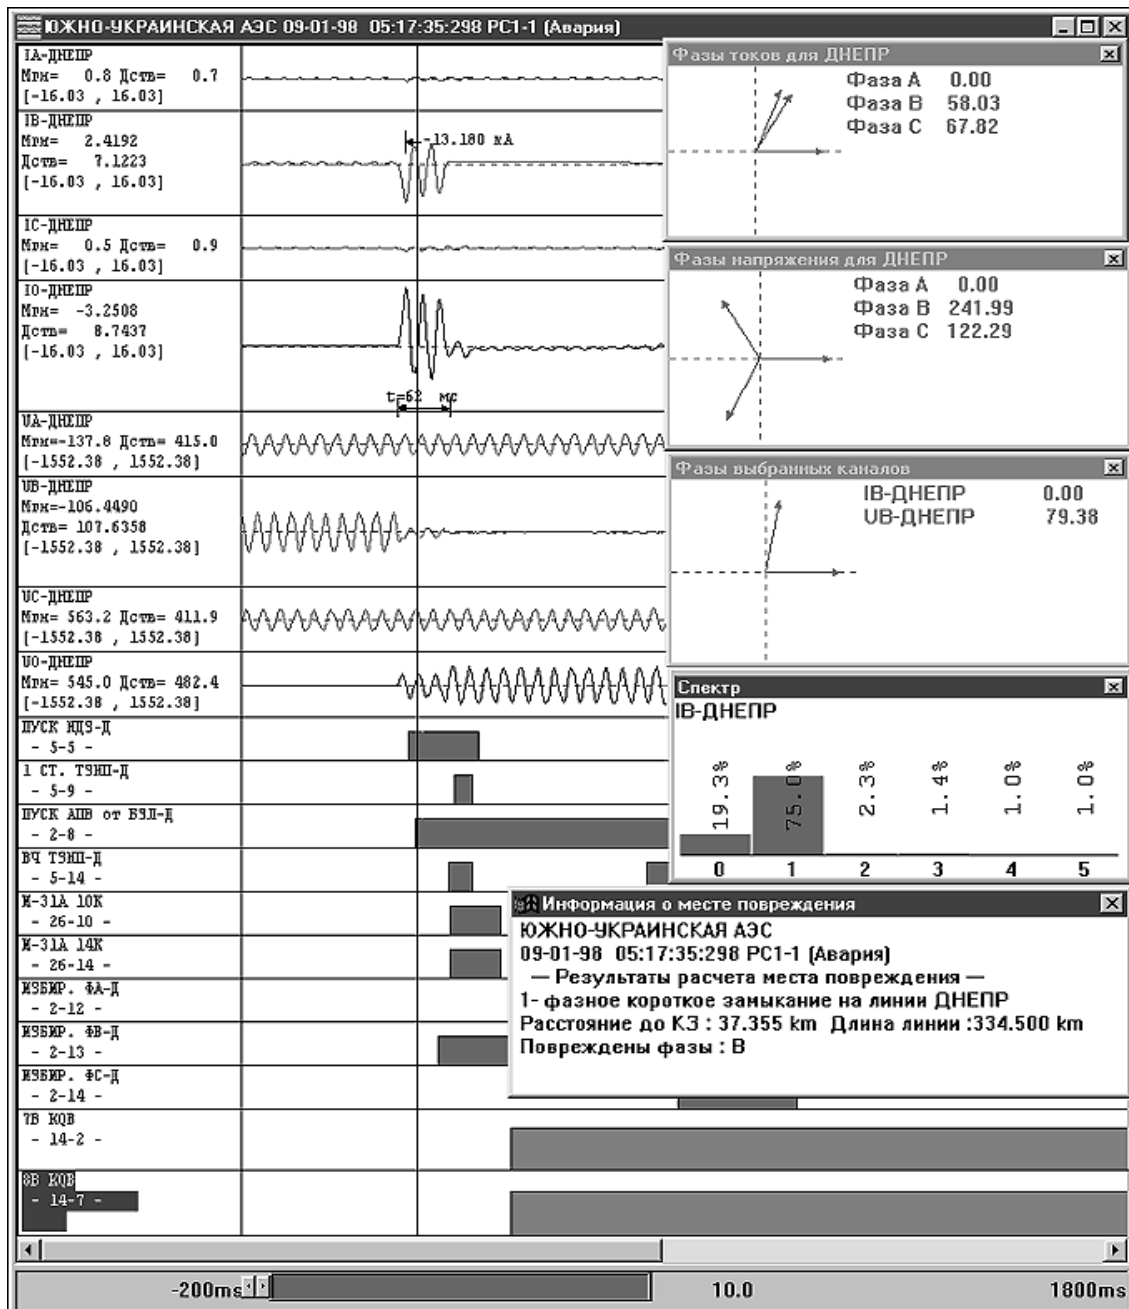 ЮЖНО-УКРАИНСКАЯ АЭС 09-01-98 05:17:35:298 РС1-1 (Авария)
IA-ДНЕПР
Мгн= 0.8 Дств= 0.7
[-16.03 , 16.03]
IB-ДНЕПР
Мгн= 2.4192
Дств= 7.1223
[-16.03 , 16.03]
-13.180 кА
IC-ДНЕПР
Мгн= 0.5 Дств= 0.9
[-16.03 , 16.03]
IO-ДНЕПР
Мгн= -3.2508
Дств= 8.7437
[-16.03 , 16.03]
t=62 мс
UA-ДНЕПР
Мгн=-137.8 Дств= 415.0
[-1552.38 , 1552.38]
UB-ДНЕПР
Мгн=-106.4490
Дств= 107.6358
[-1552.38 , 1552.38]
UC-ДНЕПР
Мгн= 563.2 Дств= 411.9
[-1552.38 , 1552.38]
UO-ДНЕПР
Мгн= 545.0 Дств= 482.4
[-1552.38 , 1552.38]
ПУСК НДЗ-Д
- 5-5 -
1 СТ. ТЗНП-Д
- 5-9 -
ПУСК АПВ от БЭЛ-Д
- 2-8 -
ВЧ ТЗНП-Д
- 5-14 -
И-31А 10К
- 26-10 -
И-31А 14К
- 26-14 -
ИЗБИР. ФА-Д
- 2-12 -
ИЗБИР. ФВ-Д
- 2-13 -
ИЗБИР. ФС-Д
- 2-14 -
7В KQB
- 14-2 -
8В KQB
- 14-7 -
Фазы токов для ДНЕПР
Фаза А 0.00
Фаза В 58.03
Фаза С 67.82
Фазы напряжения для ДНЕПР
Фаза А 0.00
Фаза В 241.99
Фаза С 122.29
Фазы выбранных каналов
IB-ДНЕПР 0.00
UB-ДНЕПР 79.38
Спектр
IB-ДНЕПР
19.3% 75.0% 2.3% 1.4% 1.0% 1.0%
0 1 2 3 4 5
Информация о месте повреждения
ЮЖНО-УКРАИНСКАЯ АЭС
09-01-98 05:17:35:298 РС1-1 (Авария)
— Результаты расчета места повреждения —
1- фазное короткое замыкание на линии ДНЕПР
Расстояние до КЗ : 37.355 km Длина линии :334.500 km
Повреждены фазы : В
-200ms 10.0 1800ms